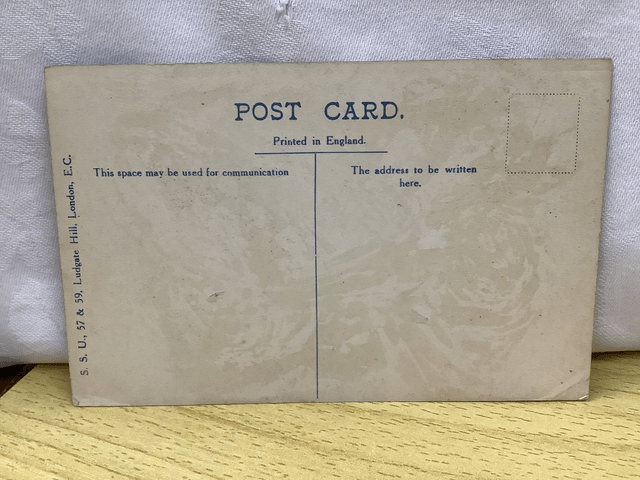 POST CARD.
Printed in England.
This space may be used for communication
The address to be written
here.
S. S. U., 57 & 59, Ludgate Hill, London, E.C.